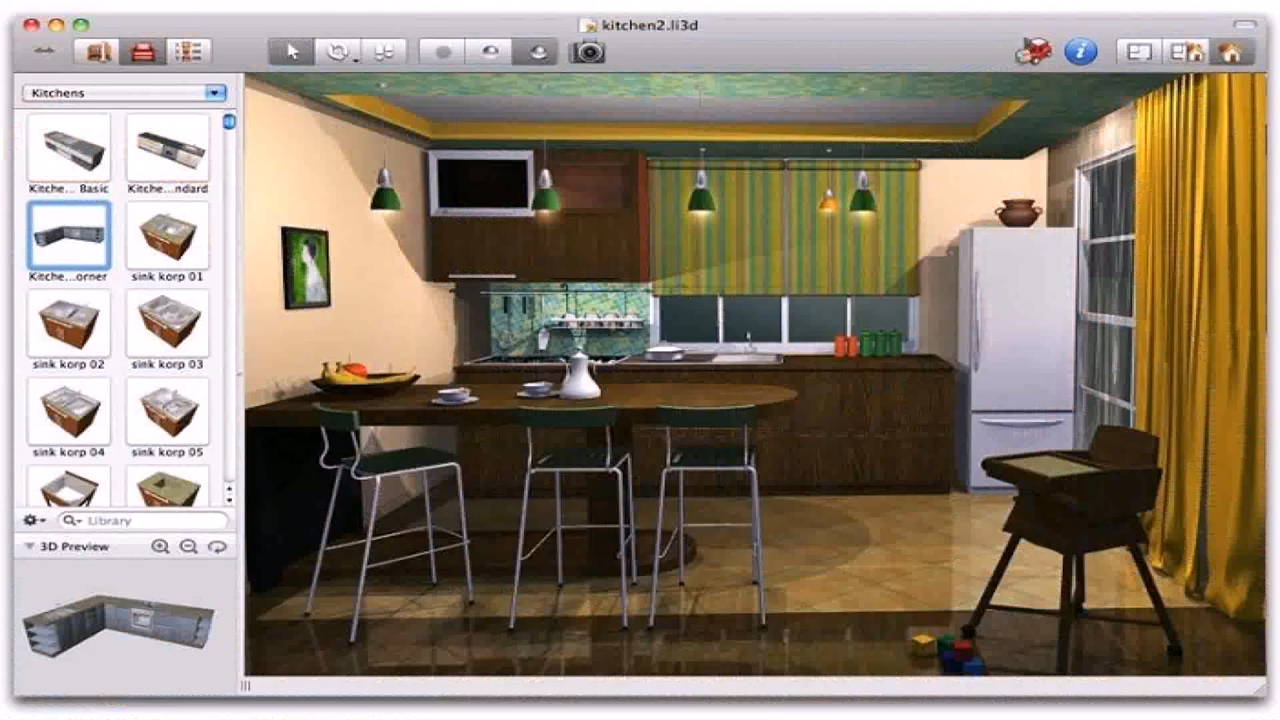 kitchen2.li3d
Kitchens
Kitche... Basic
Kitche...ndard
Kitche...orner
sink korp 01
sink korp 02
sink korp 03
sink korp 04
sink korp 05
Library
3D Preview